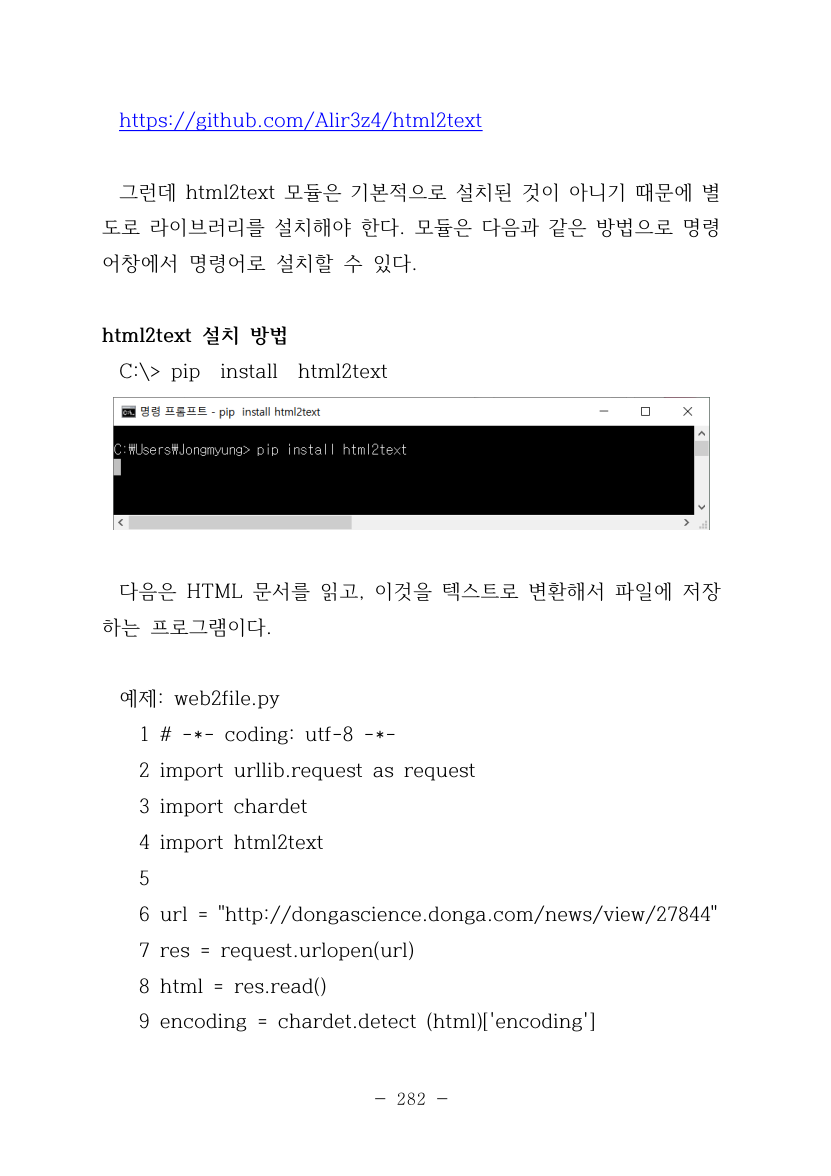 https://github.com/Alir3z4/html2text
그런데 html2text 모듈은 기본적으로 설치된 것이 아니기 때문에 별
도로 라이브러리를 설치해야 한다. 모듈은 다음과 같은 방법으로 명령
어창에서 명령어로 설치할 수 있다.
html2text 설치 방법
C:\> pip install html2text
명령 프롬프트 - pip install html2text
C:₩Users₩Jongmyung> pip install html2text
다음은 HTML 문서를 읽고, 이것을 텍스트로 변환해서 파일에 저장
하는 프로그램이다.
예제: web2file.py
1 # -*- coding: utf-8 -*-
2 import urllib.request as request
3 import chardet
4 import html2text
5
6 url = "http://dongascience.donga.com/news/view/27844"
7 res = request.urlopen(url)
8 html = res.read()
9 encoding = chardet.detect (html)['encoding']
- 282 -